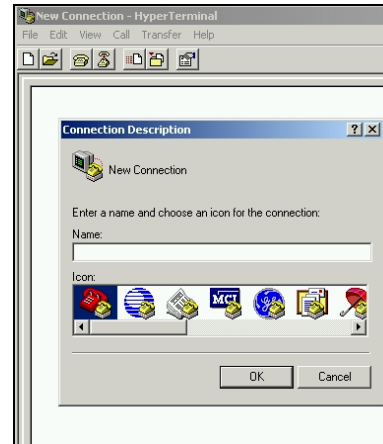 New Connection - HyperTerminal
File Edit View Call Transfer Help
Connection Description
New Connection
Enter a name and choose an icon for the connection:
Name:
Icon:
MCI
OK Cancel